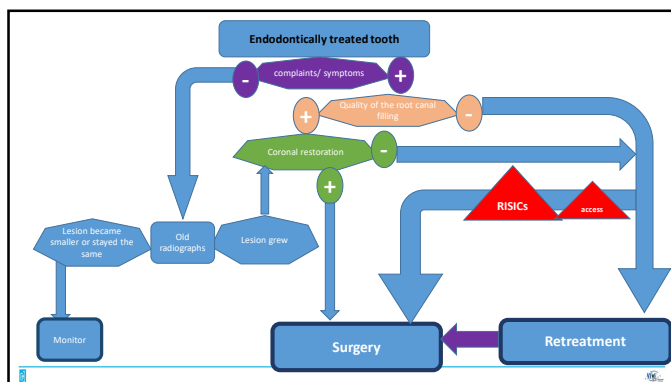 Endodontically treated tooth
-
complaints/ symptoms
+
+
Quality of the root canal
filling
-
Coronal restoration
-
+
RISICs
access
Lesion became
smaller or stayed the
same
Old
radiographs
Lesion grew
Monitor
Surgery
Retreatment